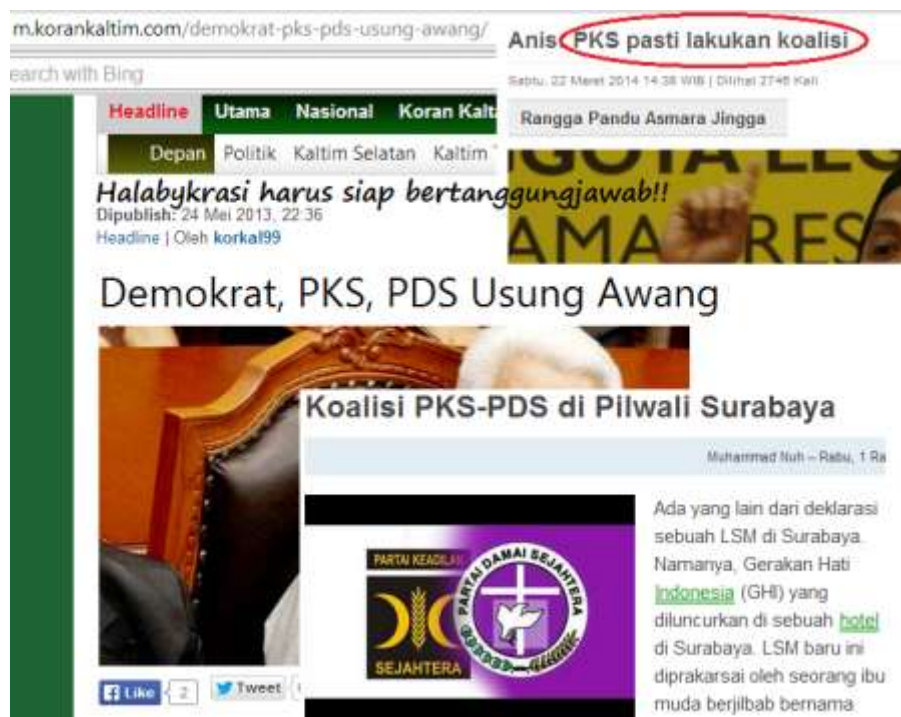 m.korankaltim.com/demokrat-pks-pds-usung-awang/
earch with Bing
Headline Utama Nasional Koran Kalt
Depan Politik Kaltim Selatan Kaltim
Halabykrasi harus siap bertanggungjawab!!
Dipublish: 24 Mei 2013, 22:36
Headline | Oleh korkal99
Demokrat, PKS, PDS Usung Awang
Anis PKS pasti lakukan koalisi
Sabtu, 22 Maret 2014 14:38 WIB | Dilihat 2746 Kali
Rangga Pandu Asmara Jingga
GOTA LEG
AMA RES
Koalisi PKS-PDS di Pilwali Surabaya
Muhammad Nuh – Rabu, 1 Ra
PARTAI KEADIL
SEJAHTERA
PARTAI DAMAI SEJAHTERA
Ada yang lain dari deklarasi
sebuah LSM di Surabaya.
Namanya, Gerakan Hati
Indonesia (GHI) yang
diluncurkan di sebuah hotel
di Surabaya. LSM baru ini
diprakarsai oleh seorang ibu
muda berjilbab bernama
Like 2 Tweet